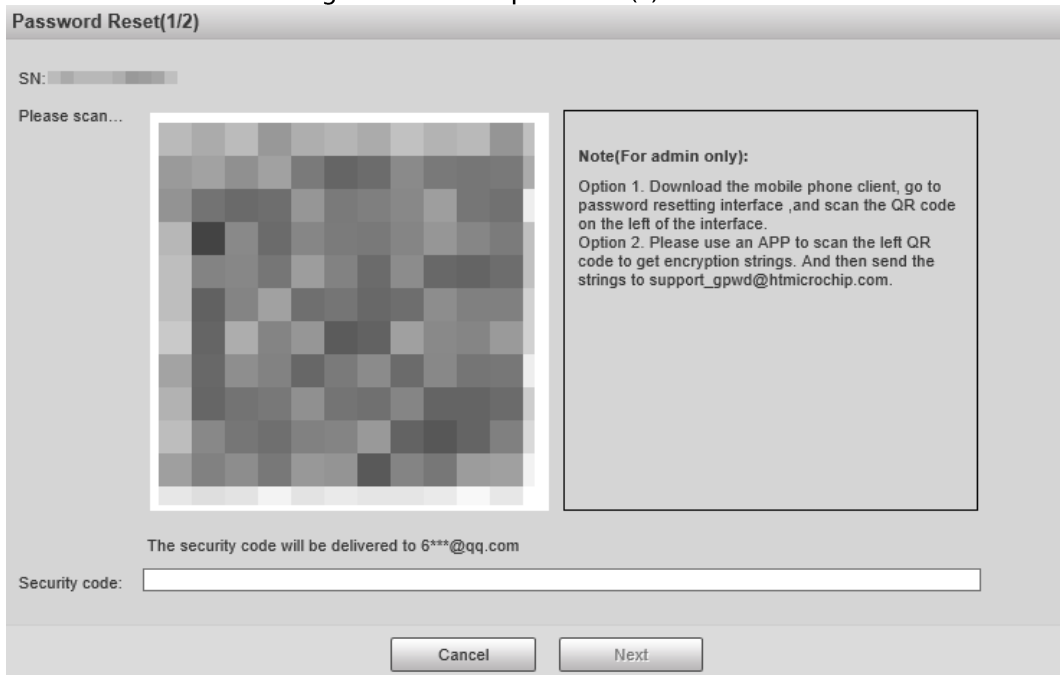 Password Reset(1/2)
SN:
Please scan...
Note(For admin only):
Option 1. Download the mobile phone client, go to
password resetting interface ,and scan the QR code
on the left of the interface.
Option 2. Please use an APP to scan the left QR
code to get encryption strings. And then send the
strings to support_gpwd@htmicrochip.com.
The security code will be delivered to 6***@qq.com
Security code:
Cancel
Next